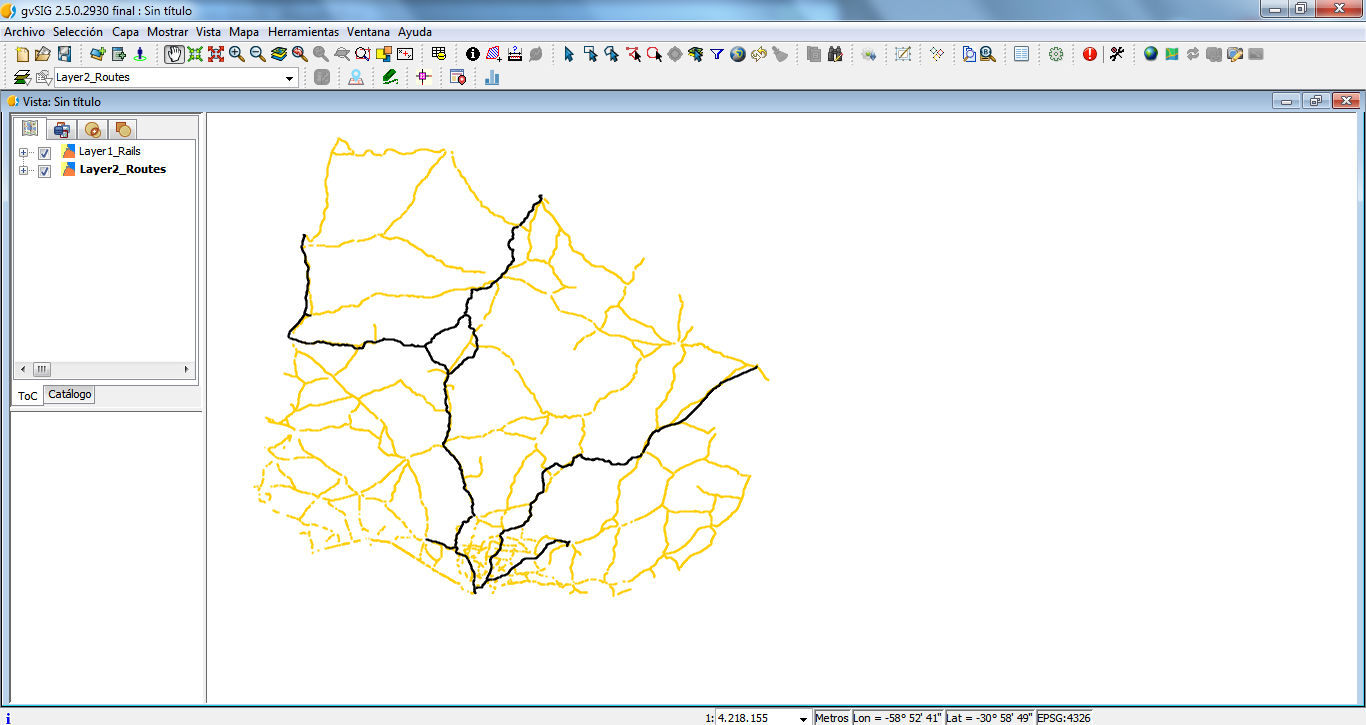 gvSIG 2.5.0.2930 final : Sin título
Archivo Selección Capa Mostrar Vista Mapa Herramientas Ventana Ayuda
Layer2_Routes
Vista: Sin título
Layer1_Rails
Layer2_Routes
ToC Catálogo
1: 4.218.155 Metros Lon = -58° 52' 41" Lat = -30° 58' 49" EPSG:4326